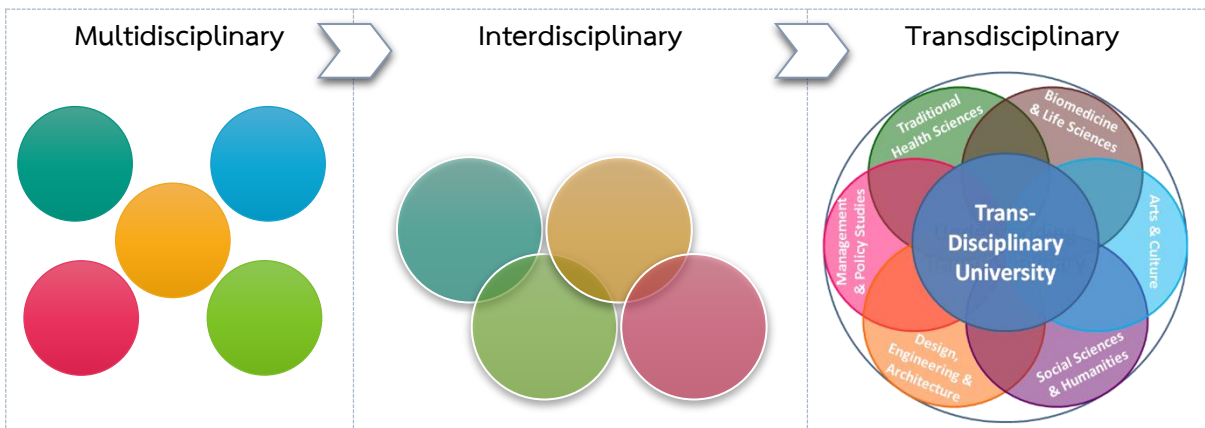 Multidisciplinary
Interdisciplinary
Transdisciplinary
Traditional
Health Sciences
Biomedicine
& Life Sciences
Management
& Policy Studies
Trans-
Disciplinary
University
Arts & Culture
Design,
Engineering &
Architecture
Social Sciences
& Humanities